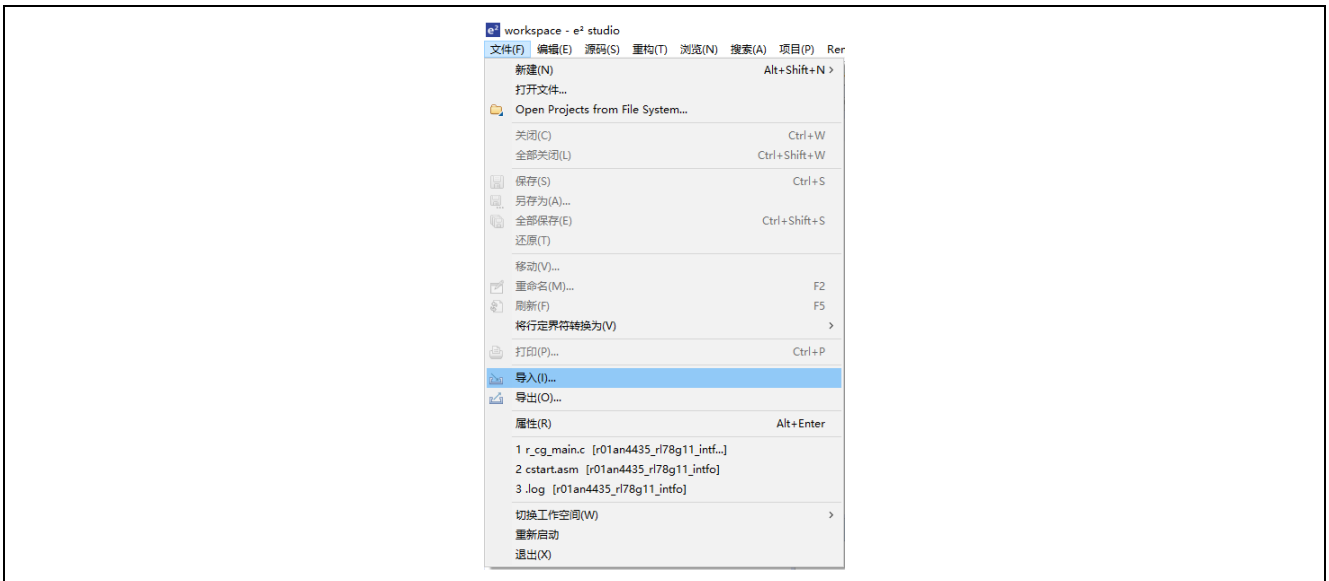 e² workspace - e² studio
文件(F) 编辑(E) 源码(S) 重构(T) 浏览(N) 搜索(A) 项目(P) Rer
新建(N) Alt+Shift+N >
打开文件...
Open Projects from File System...
关闭(C) Ctrl+W
全部关闭(L) Ctrl+Shift+W
保存(S) Ctrl+S
另存为(A)...
全部保存(E) Ctrl+Shift+S
还原(T)
移动(V)...
重命名(M)... F2
刷新(F) F5
将行定界符转换为(V) >
打印(P)... Ctrl+P
导入(I)...
导出(O)...
属性(R) Alt+Enter
1 r_cg_main.c [r01an4435_rl78g11_intf...]
2 cstart.asm [r01an4435_rl78g11_intfo]
3 .log [r01an4435_rl78g11_intfo]
切换工作空间(W) >
重新启动
退出(X)